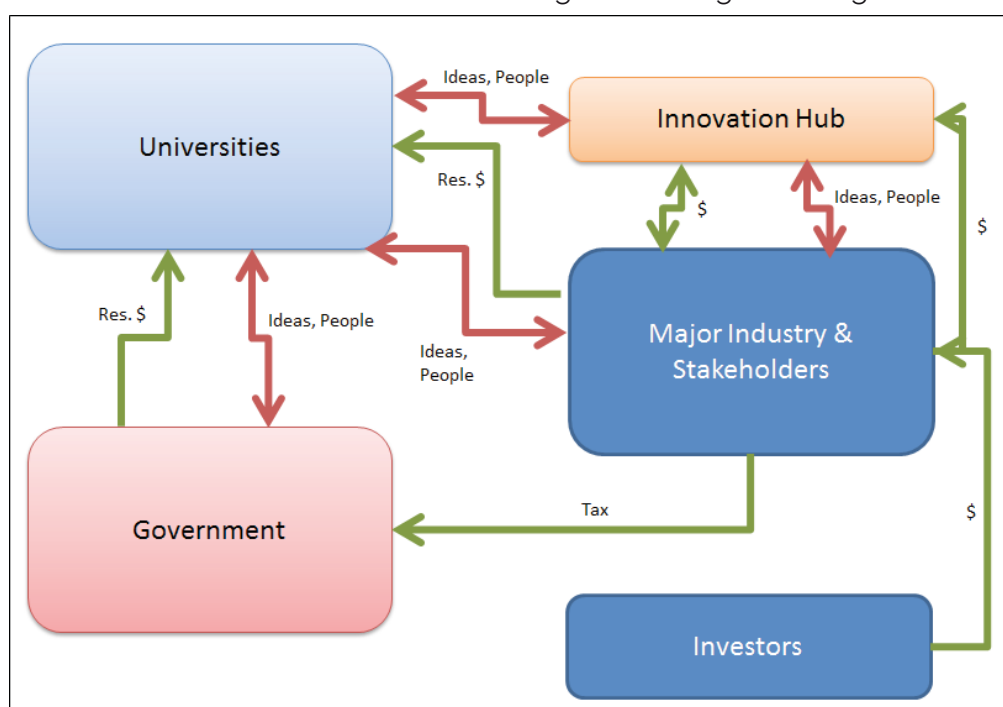 Ideas, People
Universities
Innovation Hub
Res. $
$
Ideas, People
$
Res. $
Ideas, People
Major Industry &
Stakeholders
Ideas,
People
Tax
Government
$
Investors